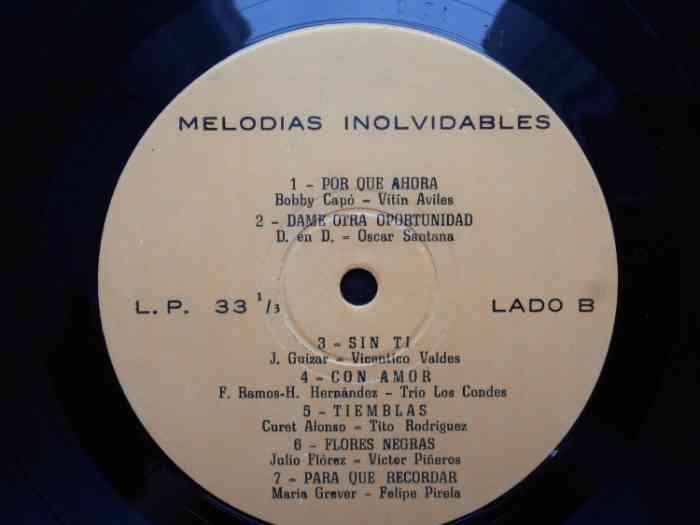 MELODIAS INOLVIDABLES
1 - POR QUE AHORA
Bobby Capó - Vitín Aviles
2 - DAME OTRA OPORTUNIDAD
D. en D. = Oscar Santana
L. P. 33 1/3 LADO B
3 - SIN TI
J. Guízar - Vicentico Valdes
4 - CON AMOR
F. Ramos-H. Hernández - Trío Los Condes
5 - TIEMBLAS
Curet Alonso - Tito Rodríguez
6 - FLORES NEGRAS
Julio Flórez - Víctor Piñeros
7 - PARA QUE RECORDAR
María Grever - Felipe Pirela